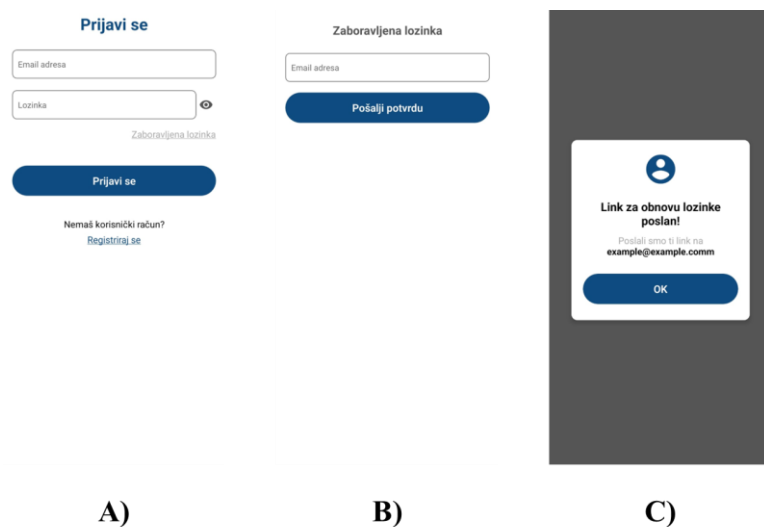 Prijavi se
Email adresa
Lozinka
Zaboravljena lozinka
Prijavi se
Nemaš korisnički račun?
Registriraj se
A)
Zaboravljena lozinka
Email adresa
Pošalji potvrdu
B)
Link za obnovu lozinke
poslan!
Poslali smo ti link na
example@example.comm
OK
C)